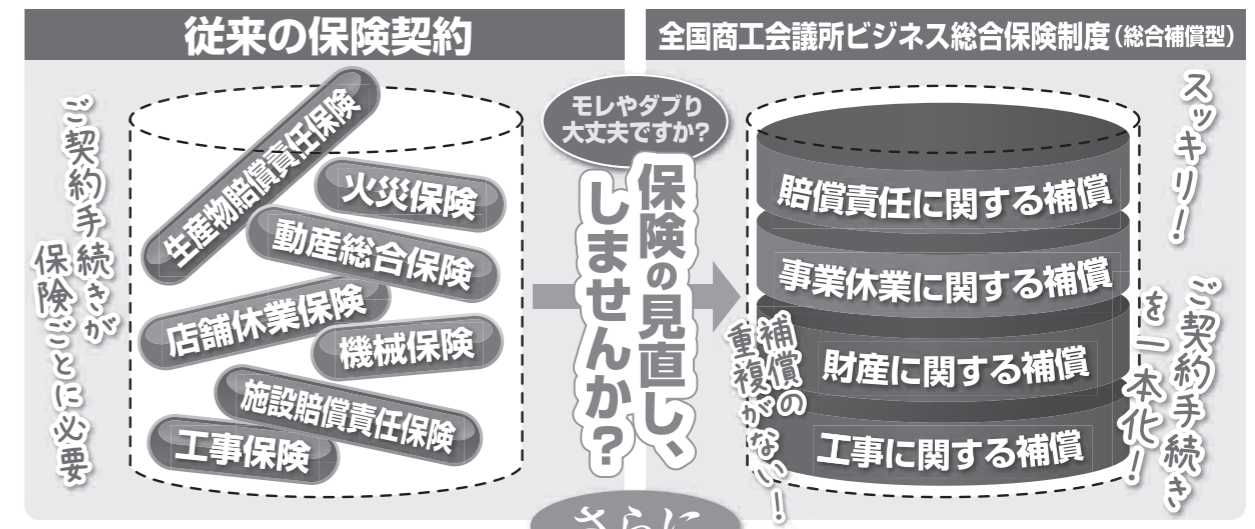 従来の保険契約
ご契約手続きが
保険ごとに必要
生産物賠償責任保険
火災保険
動産総合保険
店舗休業保険
機械保険
施設賠償責任保険
工事保険
モレやダブり
大丈夫ですか?
保険の見直し、
しませんか?
さらに
全国商工会議所ビジネス総合保険制度(総合補償型)
スッキリ!
賠償責任に関する補償
事業休業に関する補償
財産に関する補償
工事に関する補償
補償の
重複がない!
ご契約手続き
を一本化!